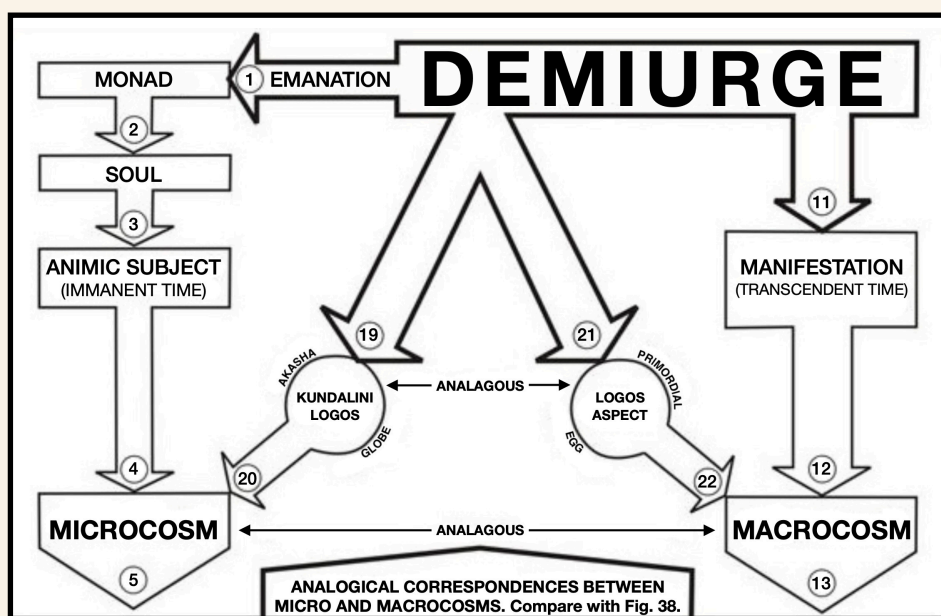 DEMIURGE
1 EMANATION
MONAD
2
SOUL
3
ANIMIC SUBJECT
(IMMANENT TIME)
4
MICROCOSM
5
11
MANIFESTATION
(TRANSCENDENT TIME)
12
MACROCOSM
13
19
AKASHA
KUNDALINI
LOGOS
GLOBE
20
21
PRIMORDIAL
LOGOS
ASPECT
EGG
22
ANALAGOUS
ANALAGOUS
ANALOGICAL CORRESPONDENCES BETWEEN
MICRO AND MACROCOSMS. Compare with Fig. 38.